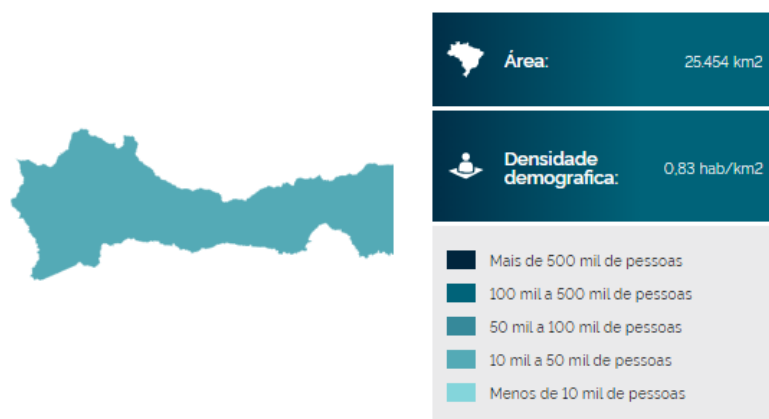 Área:
25.454 km2
Densidade
demografica:
0,83 hab/km2
Mais de 500 mil de pessoas
100 mil a 500 mil de pessoas
50 mil a 100 mil de pessoas
10 mil a 50 mil de pessoas
Menos de 10 mil de pessoas